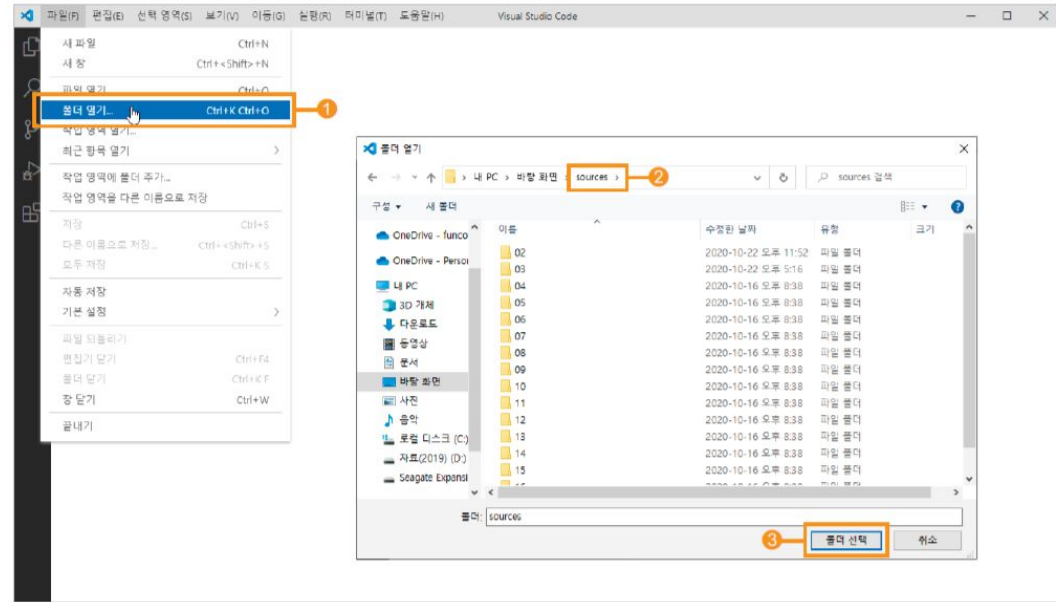 파일(F) 편집(E) 선택 영역(S) 보기(V) 이동(G) 실행(R) 터미널(T) 도움말(H) Visual Studio Code
새 파일 Ctrl+N
새 창 Ctrl+<Shift>+N
파일 열기 Ctrl+O
폴더 열기... Ctrl+K Ctrl+O
1
작업 영역 열기...
최근 항목 열기
작업 영역에 폴더 추가...
작업 영역을 다른 이름으로 저장
저장 Ctrl+S
다른 이름으로 저장... Ctrl+<Shift>+S
모두 저장 Ctrl+K S
자동 저장
기본 설정
파일 되돌리기
편집기 닫기 Ctrl+F4
폴더 닫기 Ctrl+K F
창 닫기 Ctrl+W
끝내기
폴더 열기
내 PC > 바탕 화면 > sources >
2
sources 검색
구성 새 폴더
이름 수정한 날짜 유형 크기
OneDrive - funco
OneDrive - Person
내 PC
3D 개체
다운로드
동영상
문서
바탕 화면
사진
음악
로컬 디스크 (C:)
자료(2019) (D:)
Seagate Expansi
02 2020-10-22 오후 11:52 파일 폴더
03 2020-10-22 오후 5:16 파일 폴더
04 2020-10-16 오후 8:38 파일 폴더
05 2020-10-16 오후 8:38 파일 폴더
06 2020-10-16 오후 8:38 파일 폴더
07 2020-10-16 오후 8:38 파일 폴더
08 2020-10-16 오후 8:38 파일 폴더
09 2020-10-16 오후 8:38 파일 폴더
10 2020-10-16 오후 8:38 파일 폴더
11 2020-10-16 오후 8:38 파일 폴더
12 2020-10-16 오후 8:38 파일 폴더
13 2020-10-16 오후 8:38 파일 폴더
14 2020-10-16 오후 8:38 파일 폴더
15 2020-10-16 오후 8:38 파일 폴더
폴더: sources
3
폴더 선택 취소